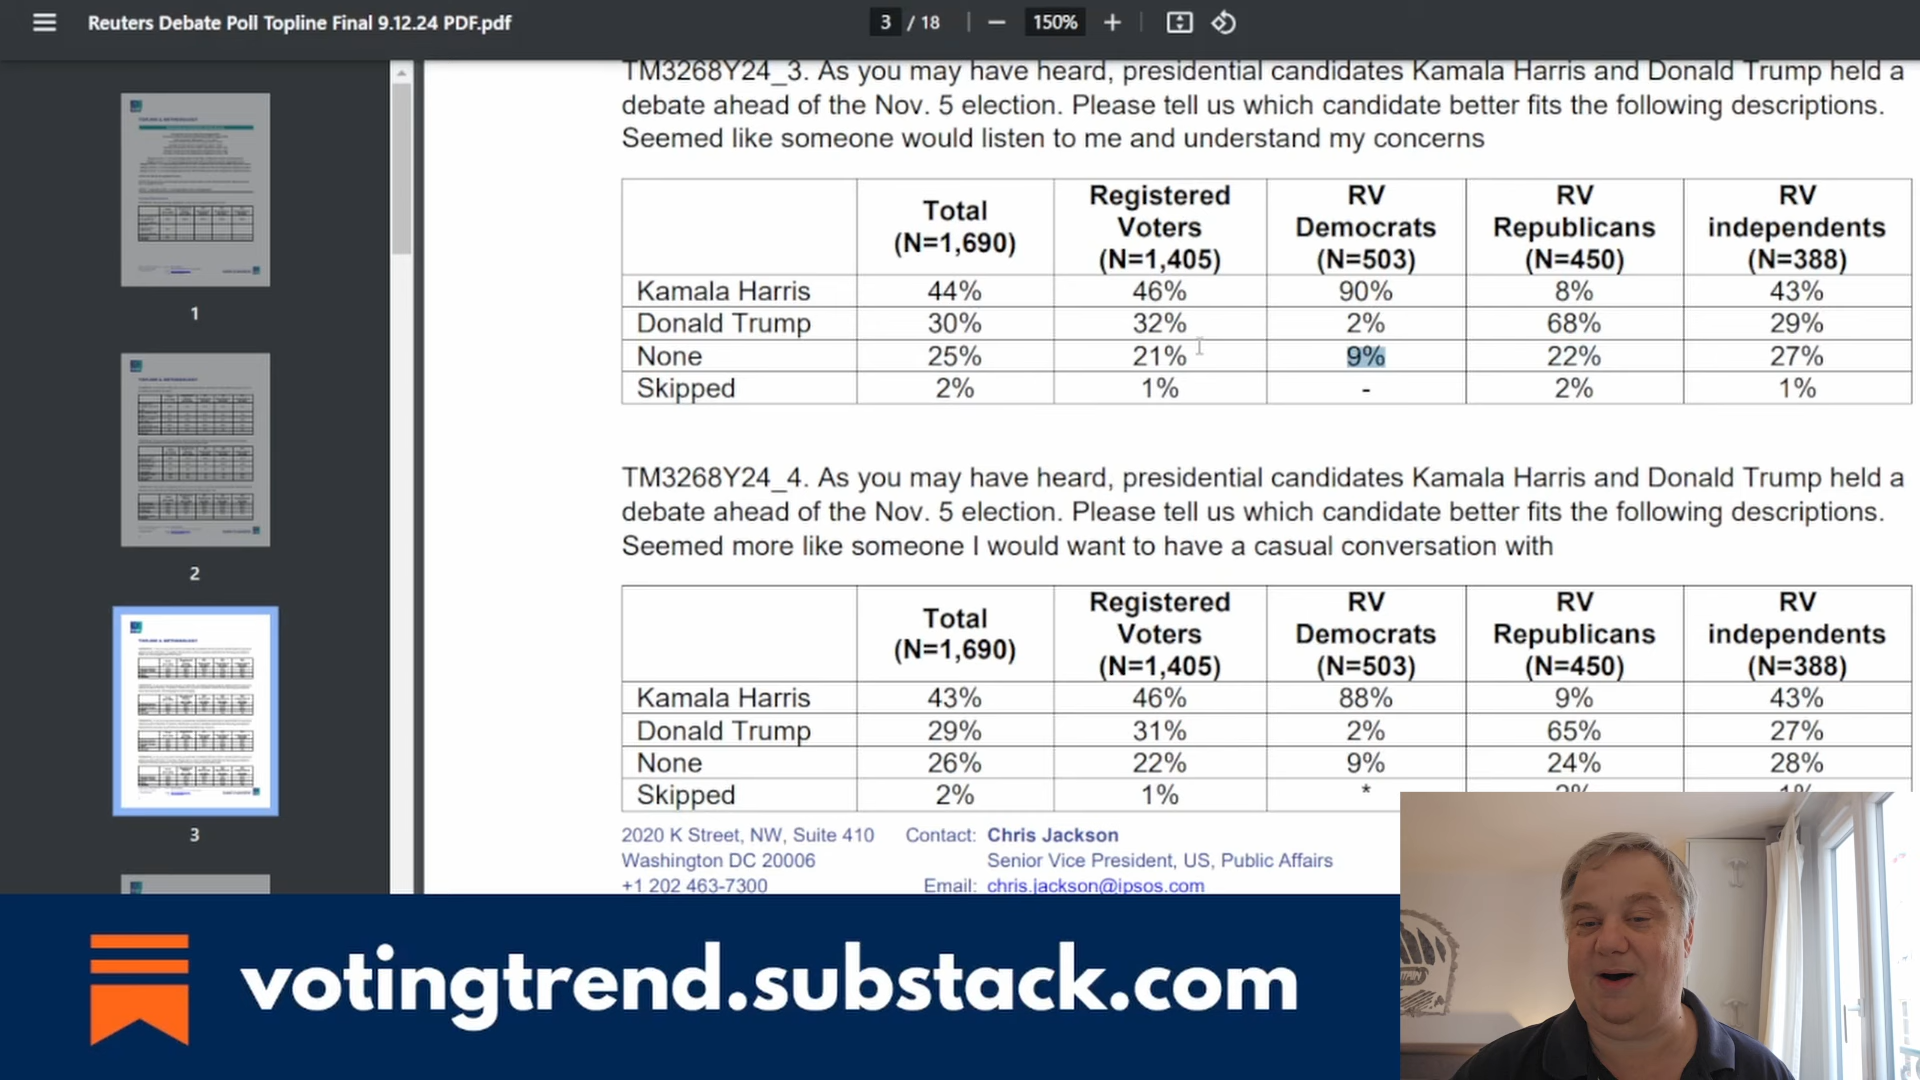 Reuters Debate Poll Topline Final 9.12.24 PDF.pdf
3 / 18
150%
1
2
3
TM3268Y24_3. As you may have heard, presidential candidates Kamala Harris and Donald Trump held a
debate ahead of the Nov. 5 election. Please tell us which candidate better fits the following descriptions.
Seemed like someone would listen to me and understand my concerns
Total (N=1,690) Registered Voters (N=1,405) RV Democrats (N=503) RV Republicans (N=450) RV independents (N=388)
Kamala Harris 44% 46% 90% 8% 43%
Donald Trump 30% 32% 2% 68% 29%
None 25% 21% 9% 22% 27%
Skipped 2% 1% - 2% 1%
TM3268Y24_4. As you may have heard, presidential candidates Kamala Harris and Donald Trump held a
debate ahead of the Nov. 5 election. Please tell us which candidate better fits the following descriptions.
Seemed more like someone I would want to have a casual conversation with
Total (N=1,690) Registered Voters (N=1,405) RV Democrats (N=503) RV Republicans (N=450) RV independents (N=388)
Kamala Harris 43% 46% 88% 9% 43%
Donald Trump 29% 31% 2% 65% 27%
None 26% 22% 9% 24% 28%
Skipped 2% 1% * 2% 1%
2020 K Street, NW, Suite 410 Contact: Chris Jackson
Washington DC 20006 Senior Vice President, US, Public Affairs
+1 202 463-7300 Email: chris.jackson@ipsos.com
votingtrend.substack.com